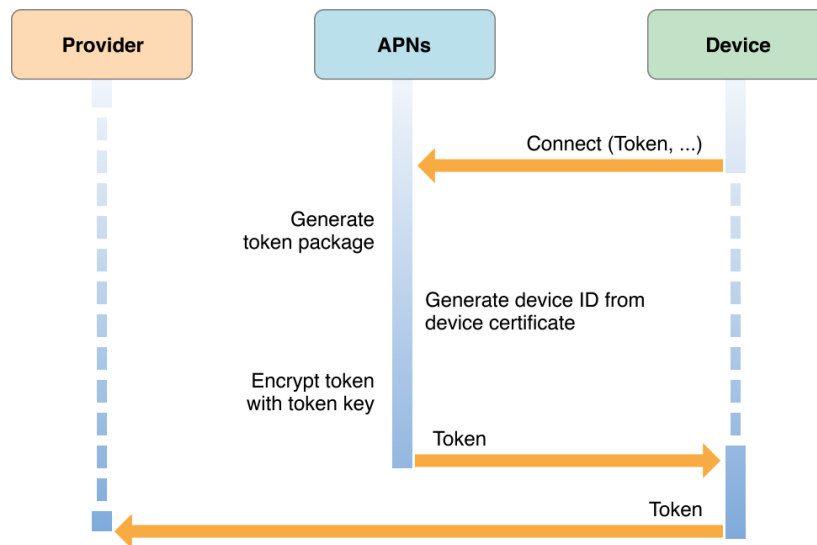 Provider
APNs
Device
Connect (Token, ...)
Generate
token package
Generate device ID from
device certificate
Encrypt token
with token key
Token
Token